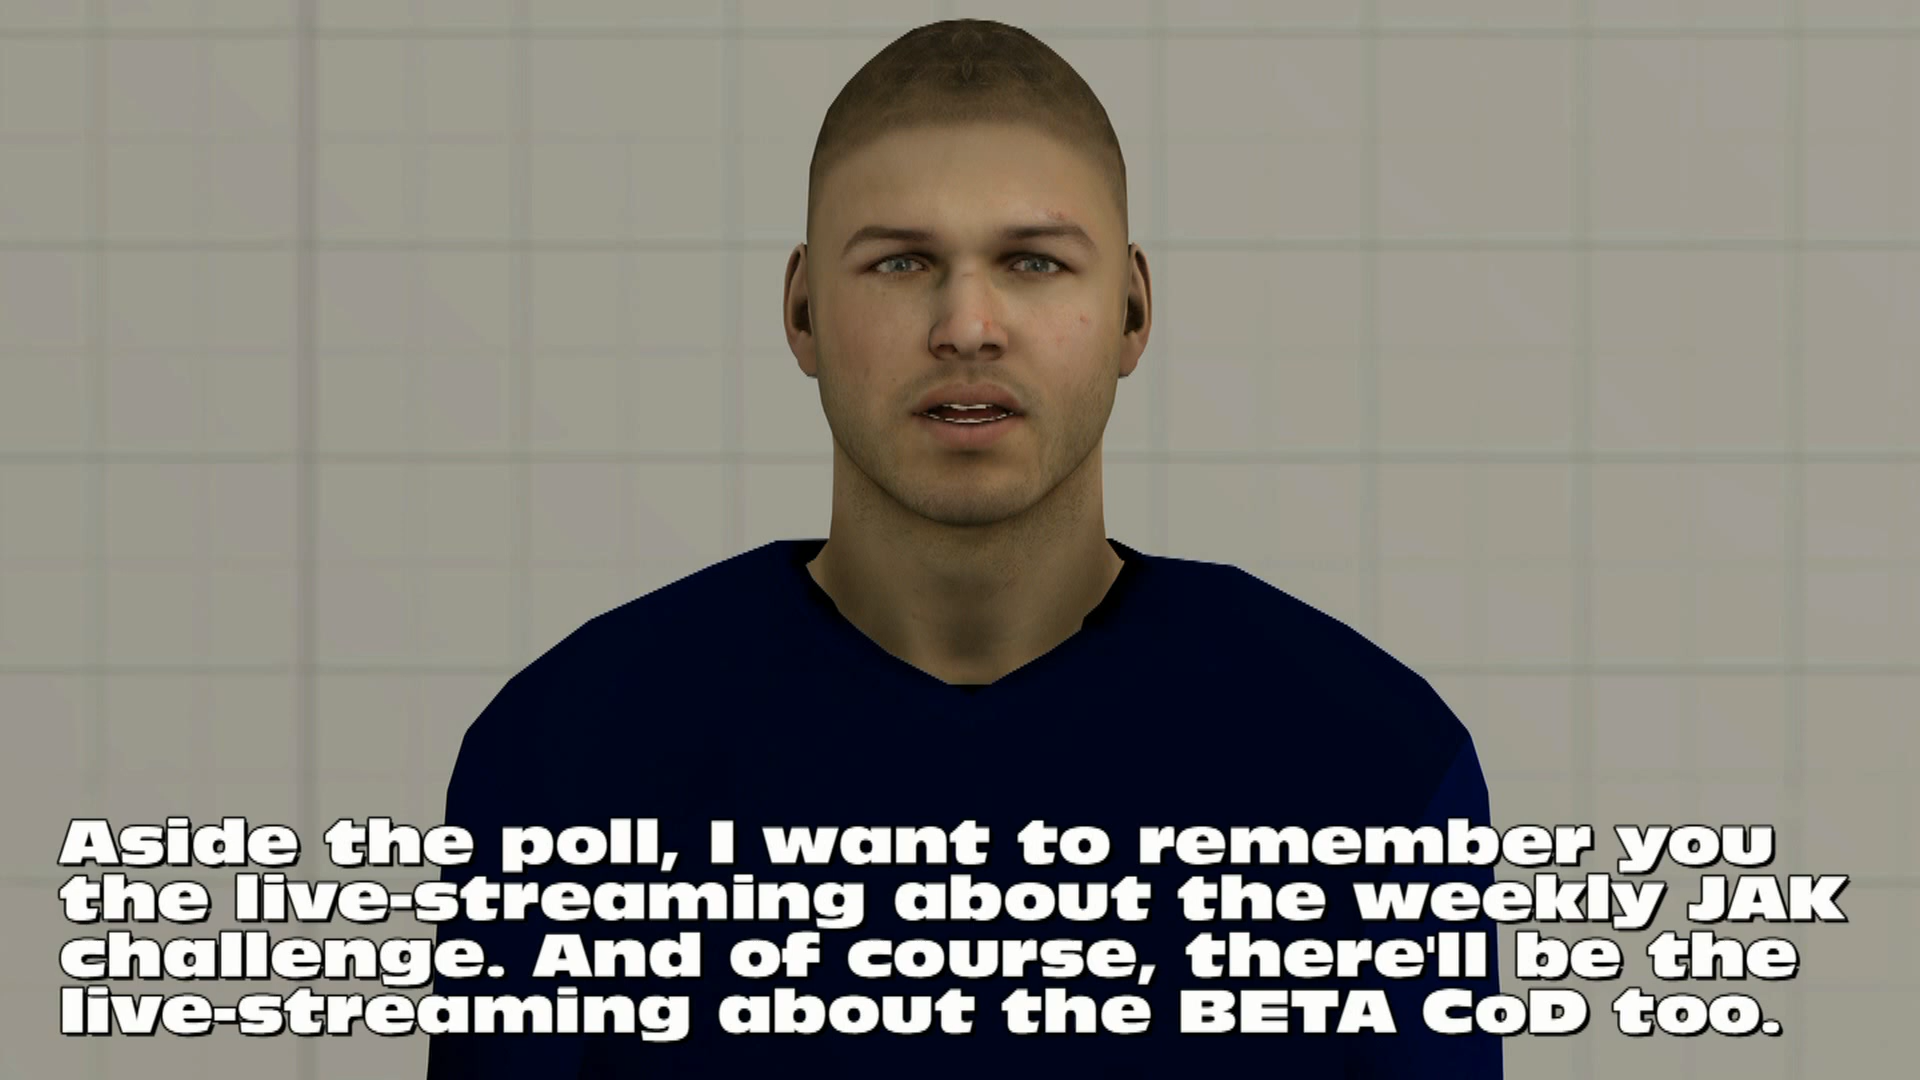 Aside the poll, I want to remember you
the live-streaming about the weekly JAK
challenge. And of course, there'll be the
live-streaming about the BETA CoD too.